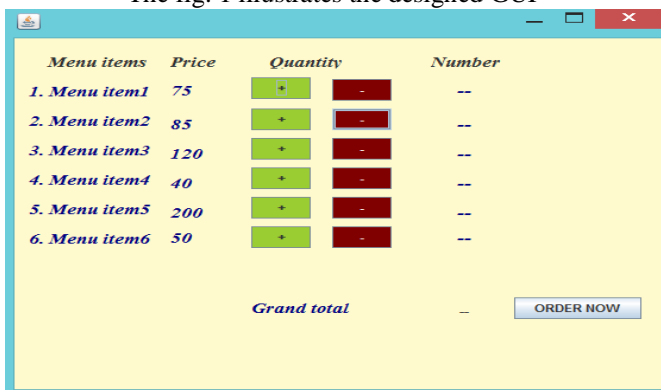 The fig. 1 illustrates the designed GUI
Menu items Price Quantity Number
1. Menu item1 75 + - --
2. Menu item2 85 + - --
3. Menu item3 120 + - --
4. Menu item4 40 + - --
5. Menu item5 200 + - --
6. Menu item6 50 + - --
Grand total -- ORDER NOW